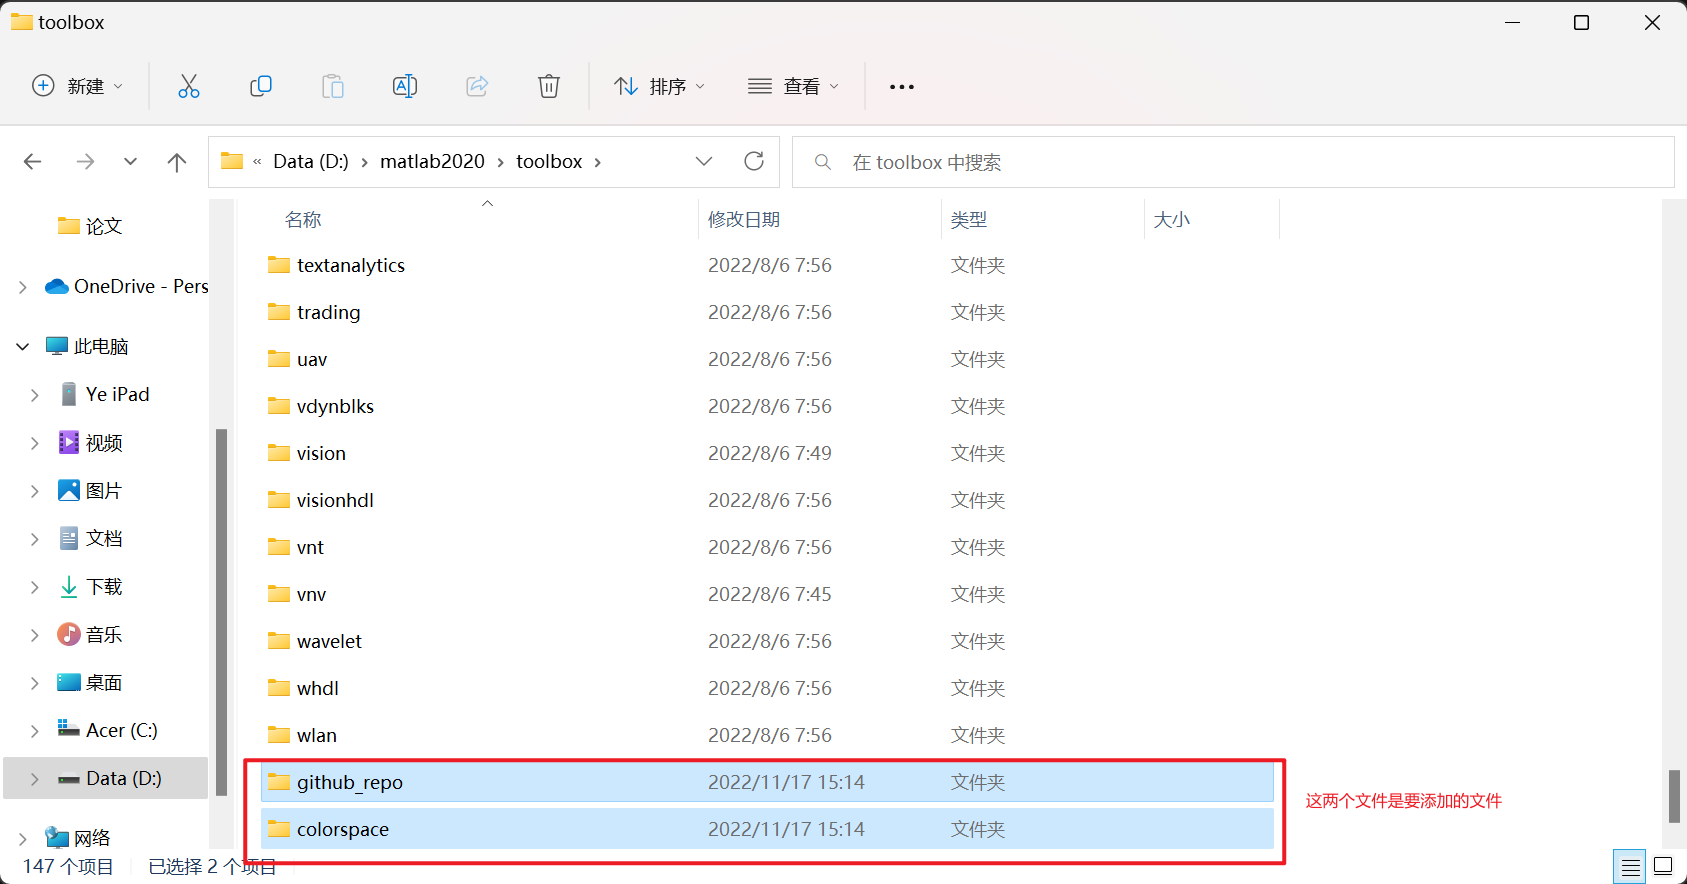 toolbox
新建
排序
查看
« Data (D:) › matlab2020 › toolbox ›
在 toolbox 中搜索
论文
OneDrive - Pers
此电脑
Ye iPad
视频
图片
文档
下载
音乐
桌面
Acer (C:)
Data (D:)
网络
名称 修改日期 类型 大小
textanalytics 2022/8/6 7:56 文件夹
trading 2022/8/6 7:56 文件夹
uav 2022/8/6 7:56 文件夹
vdynblks 2022/8/6 7:56 文件夹
vision 2022/8/6 7:49 文件夹
visionhdl 2022/8/6 7:56 文件夹
vnt 2022/8/6 7:56 文件夹
vnv 2022/8/6 7:45 文件夹
wavelet 2022/8/6 7:56 文件夹
whdl 2022/8/6 7:56 文件夹
wlan 2022/8/6 7:56 文件夹
github_repo 2022/11/17 15:14 文件夹
colorspace 2022/11/17 15:14 文件夹
这两个文件是要添加的文件
147 个项目 已选择 2 个项目